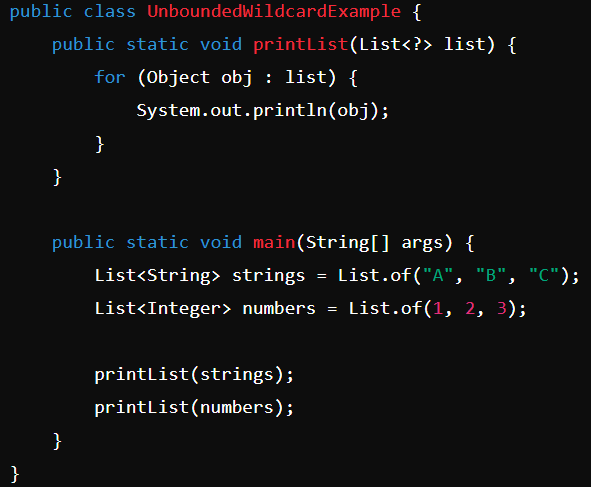 public class UnboundedWildcardExample {
    public static void printList(List<?> list) {
        for (Object obj : list) {
            System.out.println(obj);
        }
    }

    public static void main(String[] args) {
        List<String> strings = List.of("A", "B", "C");
        List<Integer> numbers = List.of(1, 2, 3);

        printList(strings);
        printList(numbers);
    }
}